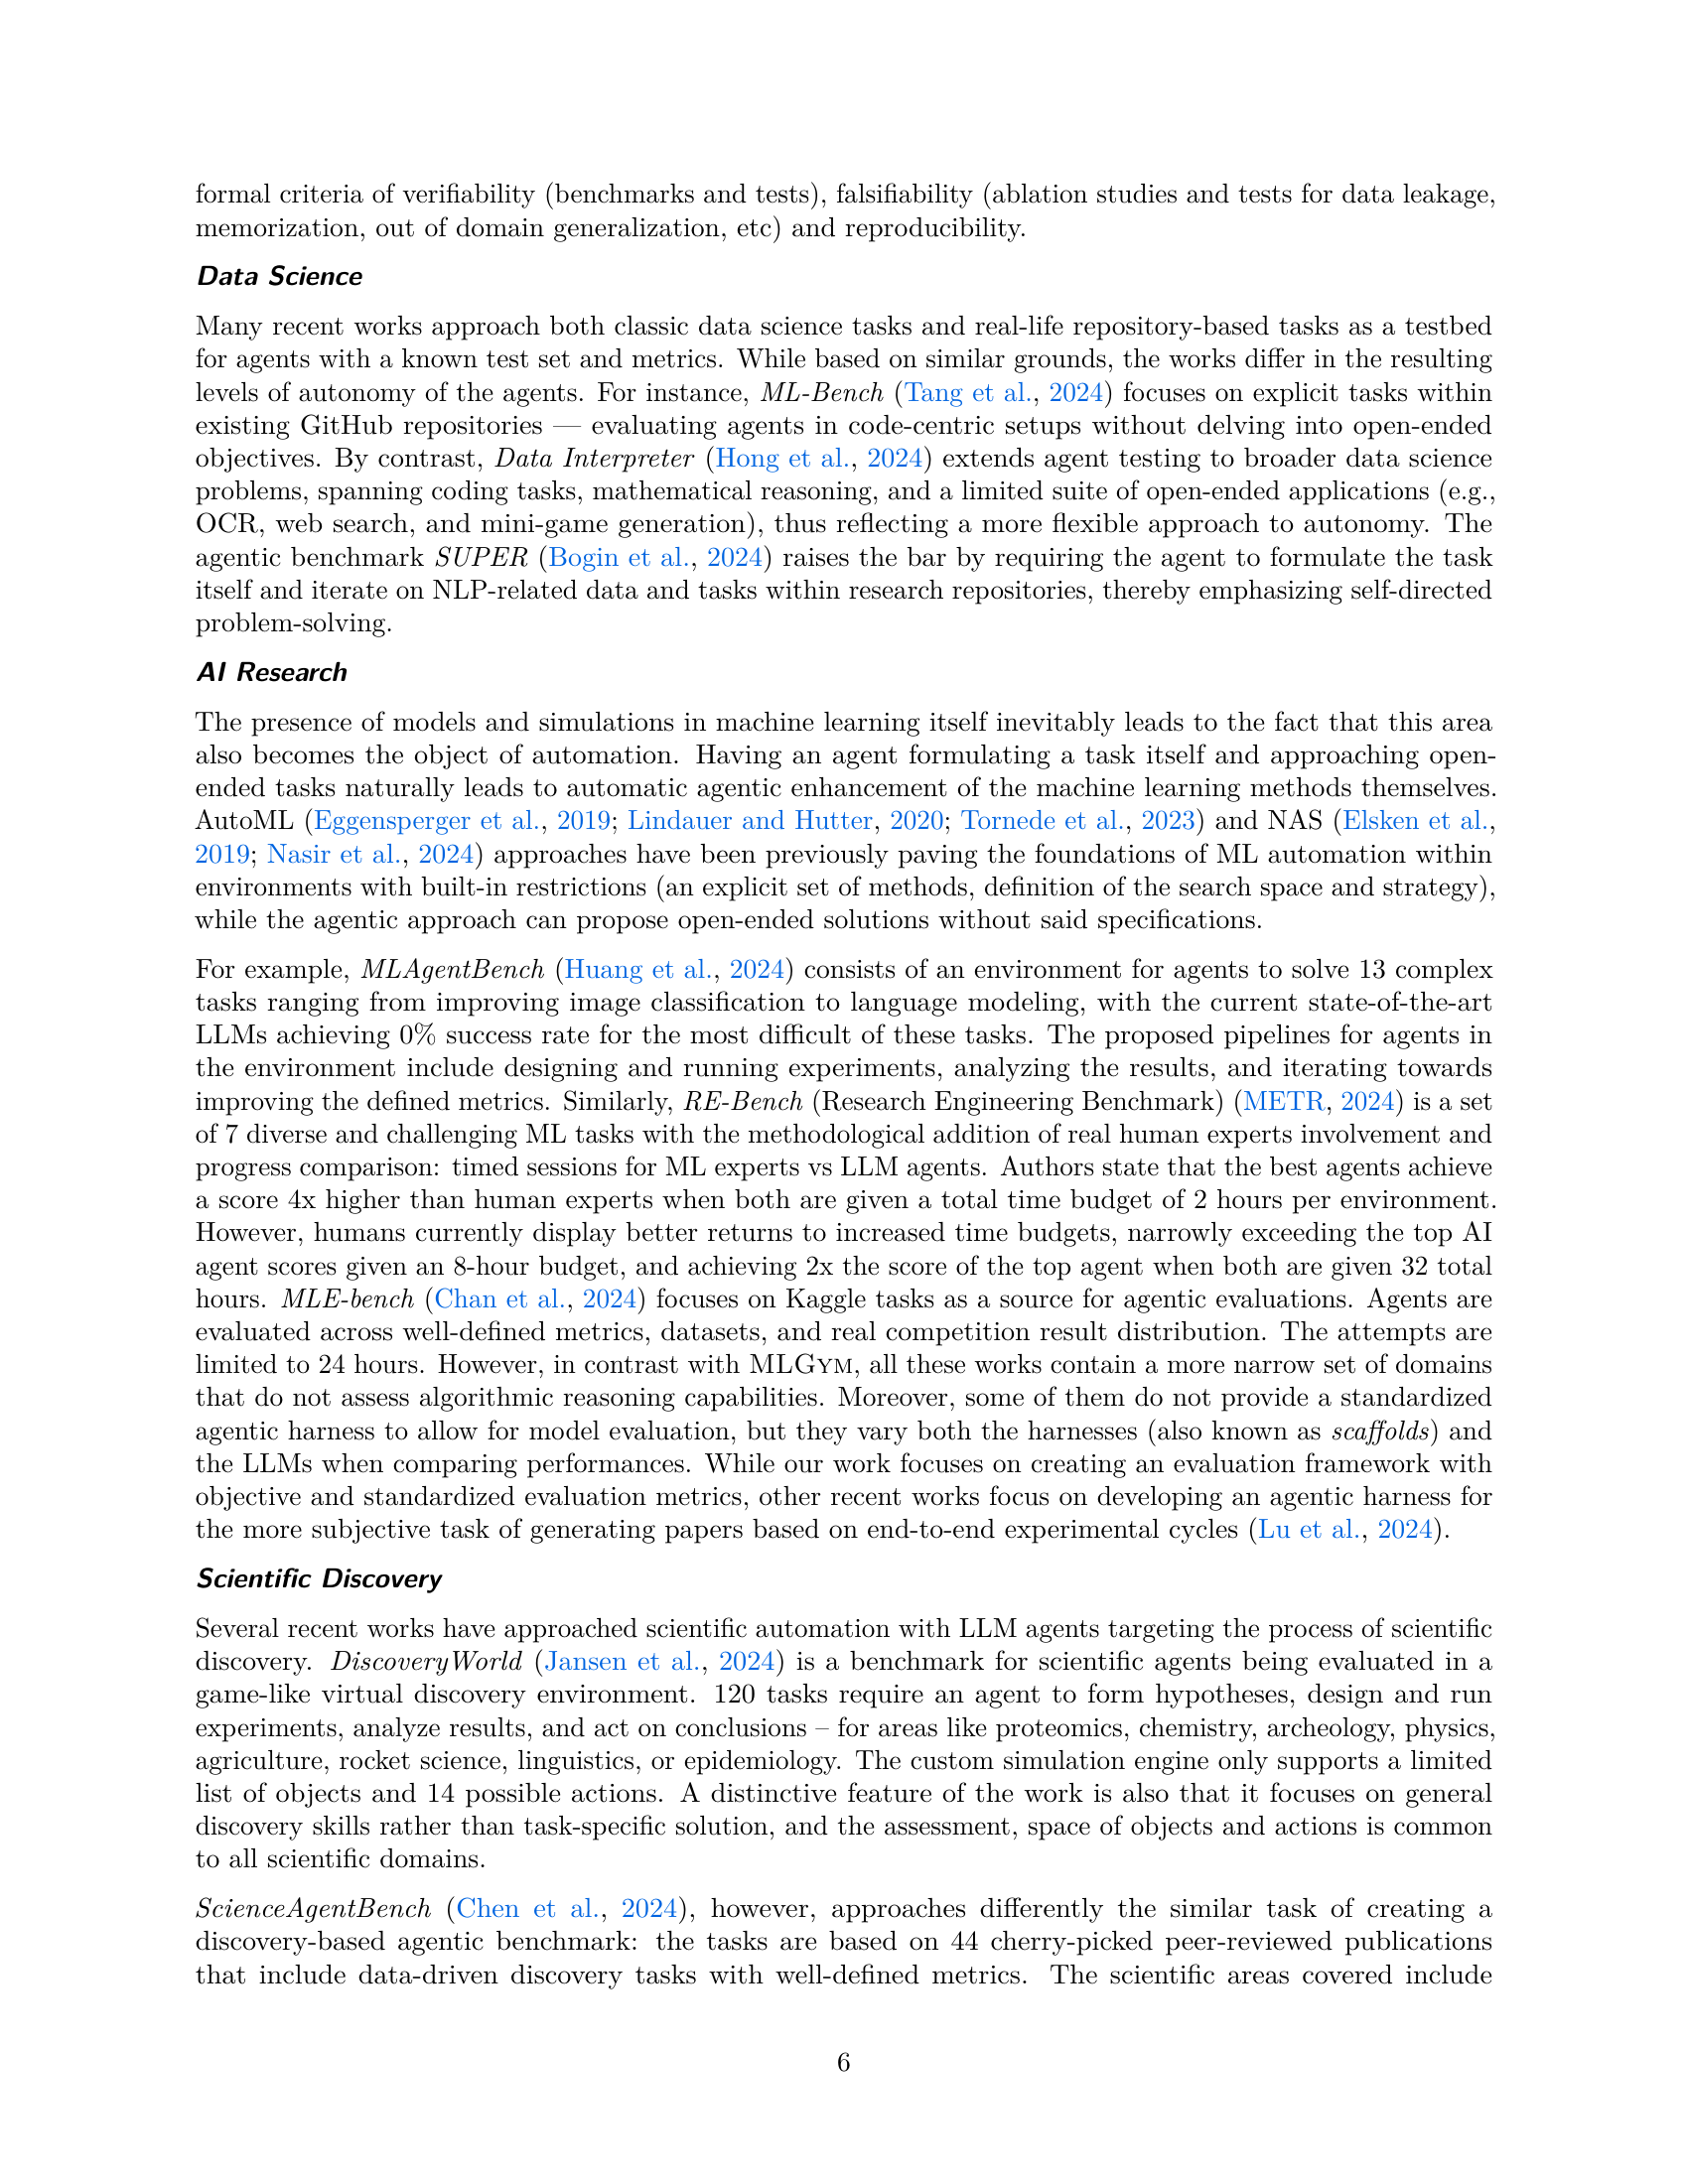 formal criteria of verifiability (benchmarks and tests), falsifiability (ablation studies and tests for data leakage,
memorization, out of domain generalization, etc) and reproducibility.
Data Science
Many recent works approach both classic data science tasks and real-life repository-based tasks as a testbed
for agents with a known test set and metrics. While based on similar grounds, the works differ in the resulting
levels of autonomy of the agents. For instance, ML-Bench (Tang et al., 2024) focuses on explicit tasks within
existing GitHub repositories — evaluating agents in code-centric setups without delving into open-ended
objectives. By contrast, Data Interpreter (Hong et al., 2024) extends agent testing to broader data science
problems, spanning coding tasks, mathematical reasoning, and a limited suite of open-ended applications (e.g.,
OCR, web search, and mini-game generation), thus reflecting a more flexible approach to autonomy. The
agentic benchmark SUPER (Bogin et al., 2024) raises the bar by requiring the agent to formulate the task
itself and iterate on NLP-related data and tasks within research repositories, thereby emphasizing self-directed
problem-solving.
AI Research
The presence of models and simulations in machine learning itself inevitably leads to the fact that this area
also becomes the object of automation. Having an agent formulating a task itself and approaching open-
ended tasks naturally leads to automatic agentic enhancement of the machine learning methods themselves.
AutoML (Eggensperger et al., 2019; Lindauer and Hutter, 2020; Tornede et al., 2023) and NAS (Elsken et al.,
2019; Nasir et al., 2024) approaches have been previously paving the foundations of ML automation within
environments with built-in restrictions (an explicit set of methods, definition of the search space and strategy),
while the agentic approach can propose open-ended solutions without said specifications.
For example, MLAgentBench (Huang et al., 2024) consists of an environment for agents to solve 13 complex
tasks ranging from improving image classification to language modeling, with the current state-of-the-art
LLMs achieving 0% success rate for the most difficult of these tasks. The proposed pipelines for agents in
the environment include designing and running experiments, analyzing the results, and iterating towards
improving the defined metrics. Similarly, RE-Bench (Research Engineering Benchmark) (METR, 2024) is a set
of 7 diverse and challenging ML tasks with the methodological addition of real human experts involvement and
progress comparison: timed sessions for ML experts vs LLM agents. Authors state that the best agents achieve
a score 4x higher than human experts when both are given a total time budget of 2 hours per environment.
However, humans currently display better returns to increased time budgets, narrowly exceeding the top AI
agent scores given an 8-hour budget, and achieving 2x the score of the top agent when both are given 32 total
hours. MLE-bench (Chan et al., 2024) focuses on Kaggle tasks as a source for agentic evaluations. Agents are
evaluated across well-defined metrics, datasets, and real competition result distribution. The attempts are
limited to 24 hours. However, in contrast with MLGYM, all these works contain a more narrow set of domains
that do not assess algorithmic reasoning capabilities. Moreover, some of them do not provide a standardized
agentic harness to allow for model evaluation, but they vary both the harnesses (also known as scaffolds) and
the LLMs when comparing performances. While our work focuses on creating an evaluation framework with
objective and standardized evaluation metrics, other recent works focus on developing an agentic harness for
the more subjective task of generating papers based on end-to-end experimental cycles (Lu et al., 2024).
Scientific Discovery
Several recent works have approached scientific automation with LLM agents targeting the process of scientific
discovery. DiscoveryWorld (Jansen et al., 2024) is a benchmark for scientific agents being evaluated in a
game-like virtual discovery environment. 120 tasks require an agent to form hypotheses, design and run
experiments, analyze results, and act on conclusions – for areas like proteomics, chemistry, archeology, physics,
agriculture, rocket science, linguistics, or epidemiology. The custom simulation engine only supports a limited
list of objects and 14 possible actions. A distinctive feature of the work is also that it focuses on general
discovery skills rather than task-specific solution, and the assessment, space of objects and actions is common
to all scientific domains.
ScienceAgentBench (Chen et al., 2024), however, approaches differently the similar task of creating a
discovery-based agentic benchmark: the tasks are based on 44 cherry-picked peer-reviewed publications
that include data-driven discovery tasks with well-defined metrics. The scientific areas covered include
6